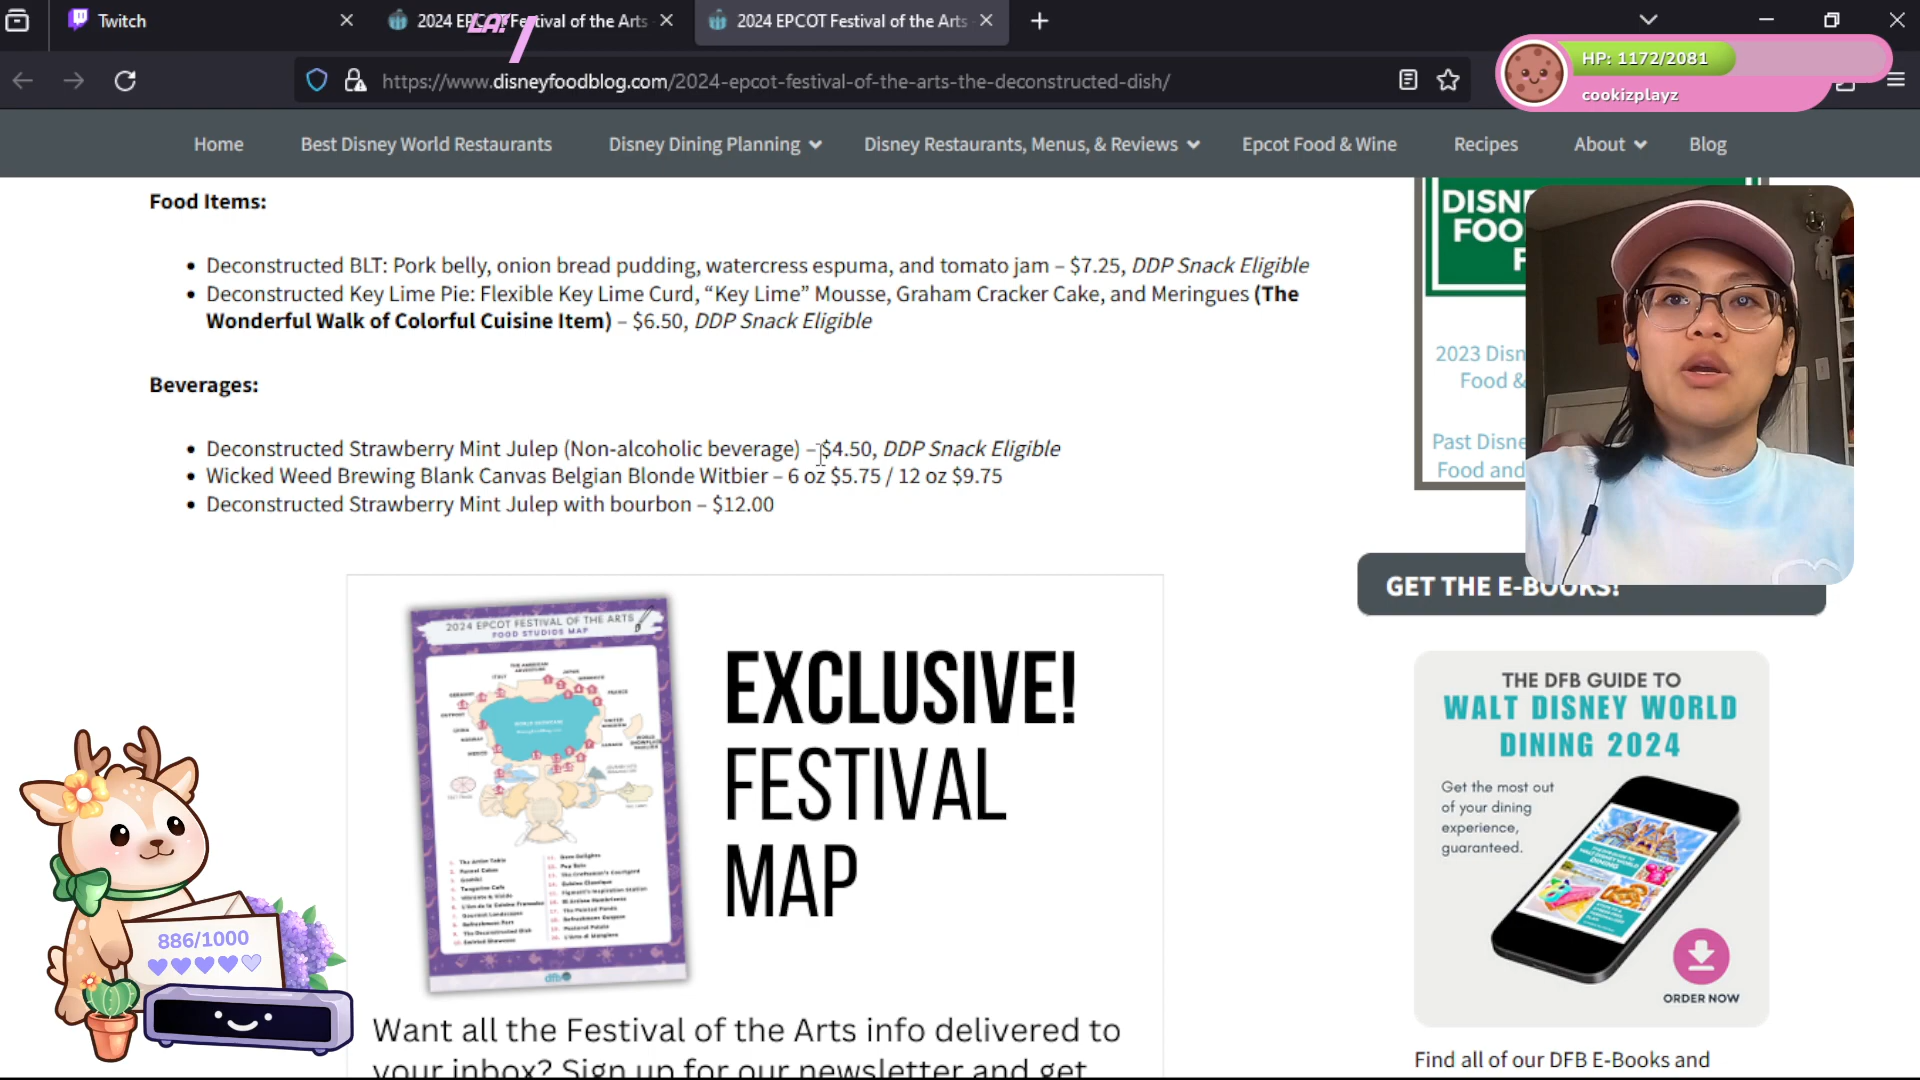 Twitch
2024 EPCOT Festival of the Arts
2024 EPCOT Festival of the Arts
https://www.disneyfoodblog.com/2024-epcot-festival-of-the-arts-the-deconstructed-dish/
HP: 1172/2081
cookizplayz
Home
Best Disney World Restaurants
Disney Dining Planning
Disney Restaurants, Menus, & Reviews
Epcot Food & Wine
Recipes
About
Blog
Food Items:
• Deconstructed BLT: Pork belly, onion bread pudding, watercress espuma, and tomato jam – $7.25, DDP Snack Eligible
• Deconstructed Key Lime Pie: Flexible Key Lime Curd, “Key Lime” Mousse, Graham Cracker Cake, and Meringues (The
Wonderful Walk of Colorful Cuisine Item) – $6.50, DDP Snack Eligible
Beverages:
• Deconstructed Strawberry Mint Julep (Non-alcoholic beverage) – $4.50, DDP Snack Eligible
• Wicked Weed Brewing Blank Canvas Belgian Blonde Witbier – 6 oz $5.75 / 12 oz $9.75
• Deconstructed Strawberry Mint Julep with bourbon – $12.00
2024 EPCOT FESTIVAL OF THE ARTS
FOOD STUDIOS MAP
EXCLUSIVE!
FESTIVAL
MAP
Want all the Festival of the Arts info delivered to
your inbox? Sign up for our newsletter and get
2023 Disn
Food &
Past Disne
Food and
GET THE E-BOOKS!
THE DFB GUIDE TO
WALT DISNEY WORLD
DINING 2024
Get the most out
of your dining
experience,
guaranteed.
ORDER NOW
Find all of our DFB E-Books and
886/1000